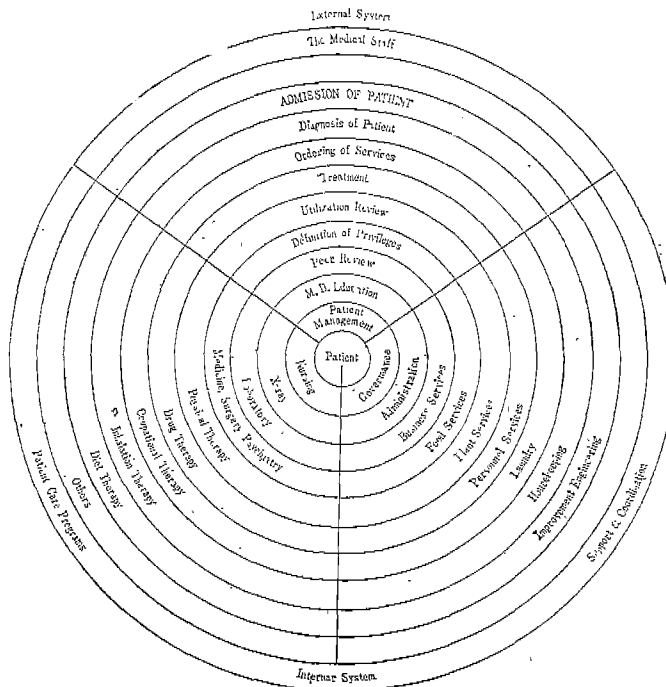 External System
The Medical Staff
ADMISSION OF PATIENT
Diagnosis of Patient
Ordering of Services
Treatment
Utilization Review
Definition of Privileges
Peer Review
M. D. Education
Patient
Management
Patient
Nursing
X-ray
Laboratory
Medicine, Surgery Psychiatry
Physical Therapy
Drug Therapy
Occupational Therapy
Inhalation Therapy
Diet Therapy
Others
Patient Care Programs
Governance
Administration
Business Services
Food Services
Plant Services
Personnel Services
Laundry
Housekeeping
Improvement Engineering
Support & Coordination
Internar System